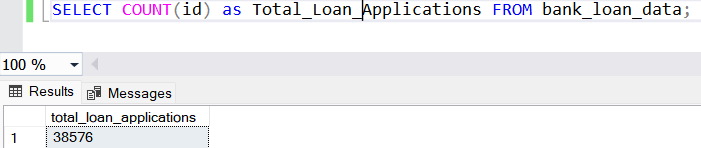 SELECT COUNT(id) as Total_Loan_Applications FROM bank_loan_data;
100 %
Results Messages
total_loan_applications
1 38576